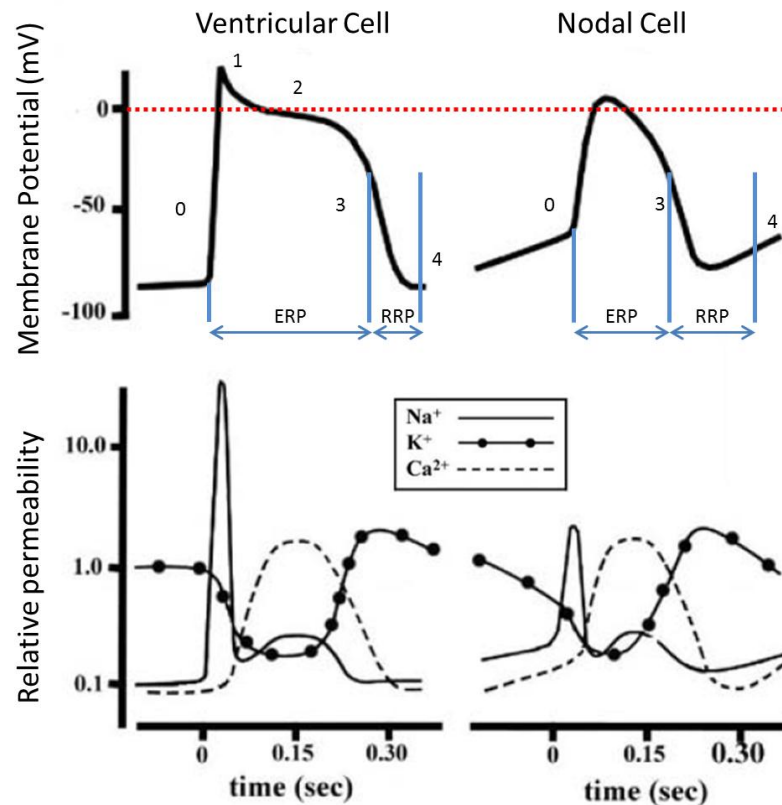 Ventricular Cell
Nodal Cell
Membrane Potential (mV)
0
-50
-100
0
1
2
3
4
ERP
RRP
0
3
4
ERP
RRP
Relative permeability
10.0
1.0
0.1
Na⁺
K⁺
Ca²⁺
0
0.15
0.30
time (sec)
0
0.15
0.30
time (sec)